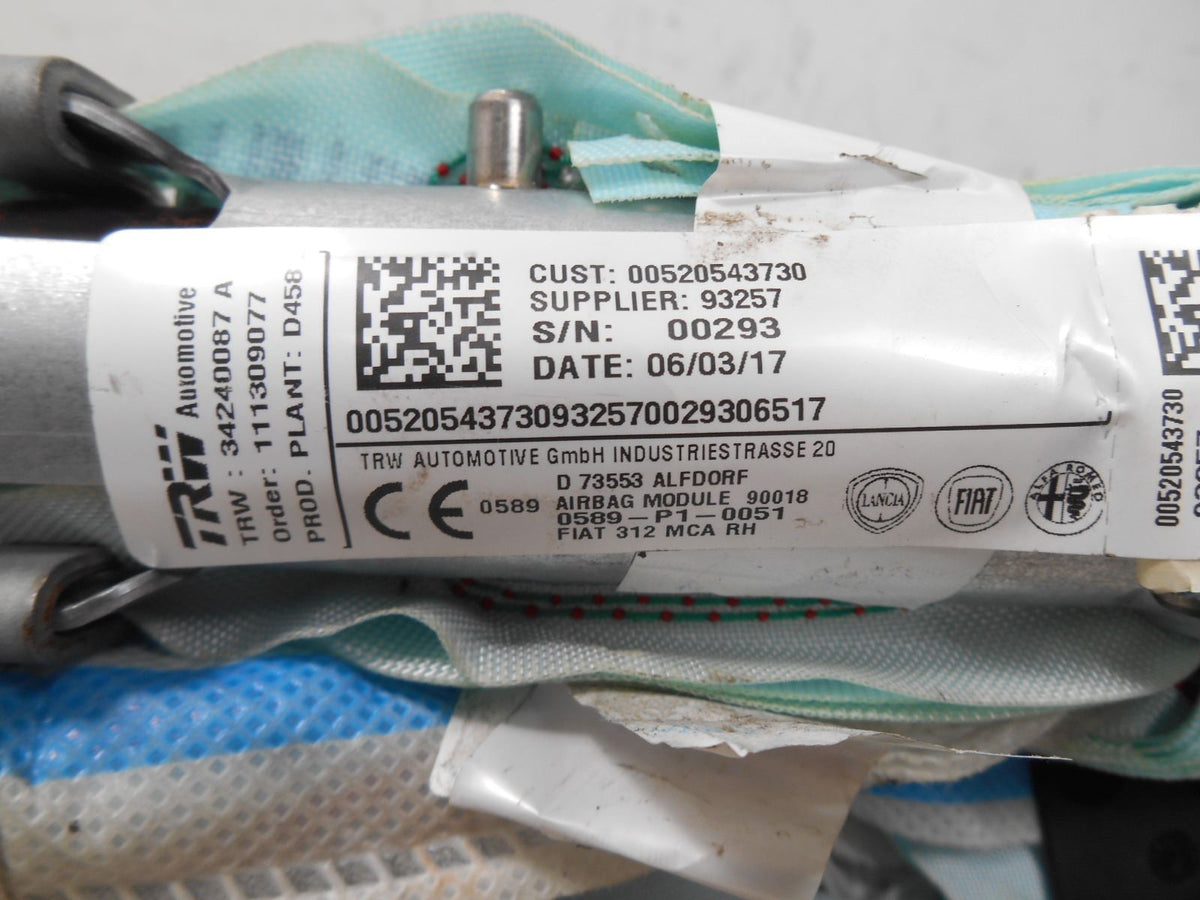 TRW Automotive
TRW : 34240087 A
Order: 111309077
PROD. PLANT: D458
CUST: 00520543730
SUPPLIER: 93257
S/N: 00293
DATE: 06/03/17
00520543730932570029306517
TRW AUTOMOTIVE GmbH INDUSTRIESTRASSE 20
D 73553 ALFDORF
CE 0589 AIRBAG MODULE 90018
0589-P1-0051
FIAT 312 MCA RH
LANCIA
FIAT
ALFA ROMEO
00520543730